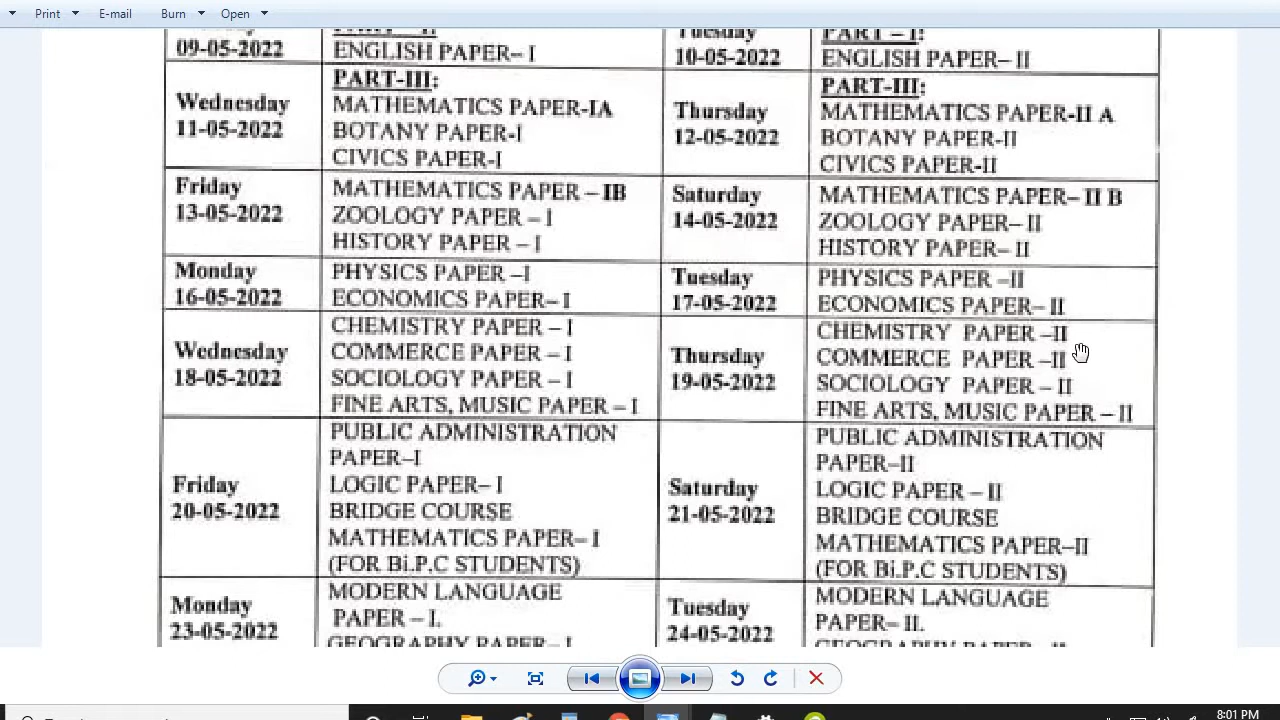 Print E-mail Burn Open
09-05-2022
ENGLISH PAPER– I
Tuesday
10-05-2022
PART – I:
ENGLISH PAPER– II
Wednesday
11-05-2022
PART-III:
MATHEMATICS PAPER-IA
BOTANY PAPER-I
CIVICS PAPER-I
Thursday
12-05-2022
PART-III:
MATHEMATICS PAPER-II A
BOTANY PAPER-II
CIVICS PAPER-II
Friday
13-05-2022
MATHEMATICS PAPER – IB
ZOOLOGY PAPER – I
HISTORY PAPER – I
Saturday
14-05-2022
MATHEMATICS PAPER– II B
ZOOLOGY PAPER– II
HISTORY PAPER– II
Monday
16-05-2022
PHYSICS PAPER –I
ECONOMICS PAPER– I
Tuesday
17-05-2022
PHYSICS PAPER –II
ECONOMICS PAPER– II
Wednesday
18-05-2022
CHEMISTRY PAPER – I
COMMERCE PAPER – I
SOCIOLOGY PAPER – I
FINE ARTS, MUSIC PAPER – I
Thursday
19-05-2022
CHEMISTRY PAPER –II
COMMERCE PAPER –II
SOCIOLOGY PAPER – II
FINE ARTS, MUSIC PAPER – II
Friday
20-05-2022
PUBLIC ADMINISTRATION
PAPER–I
LOGIC PAPER– I
BRIDGE COURSE
MATHEMATICS PAPER– I
(FOR Bi.P.C STUDENTS)
Saturday
21-05-2022
PUBLIC ADMINISTRATION
PAPER–II
LOGIC PAPER – II
BRIDGE COURSE
MATHEMATICS PAPER–II
(FOR Bi.P.C STUDENTS)
Monday
23-05-2022
MODERN LANGUAGE
PAPER – I.
GEOGRAPHY PAPER – I
Tuesday
24-05-2022
MODERN LANGUAGE
PAPER– II.
GEOGRAPHY PAPER
8:01 PM